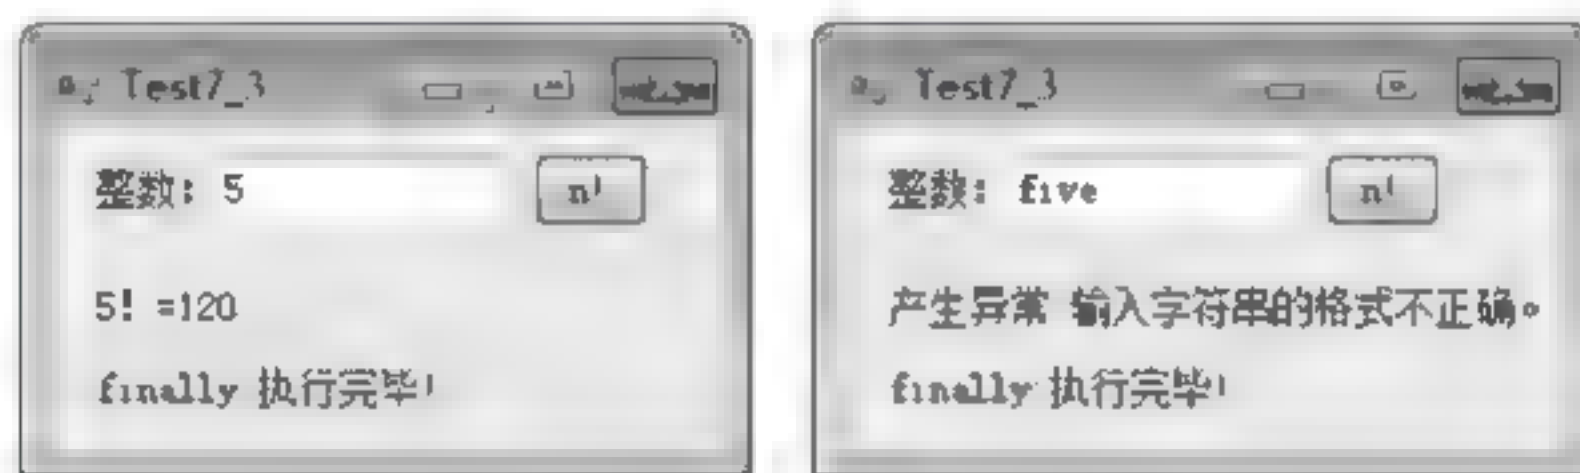 Test7_3
整数: 5 n!
5! =120
finally 执行完毕!
Test7_3
整数: five n!
产生异常 输入字符串的格式不正确。
finally 执行完毕!